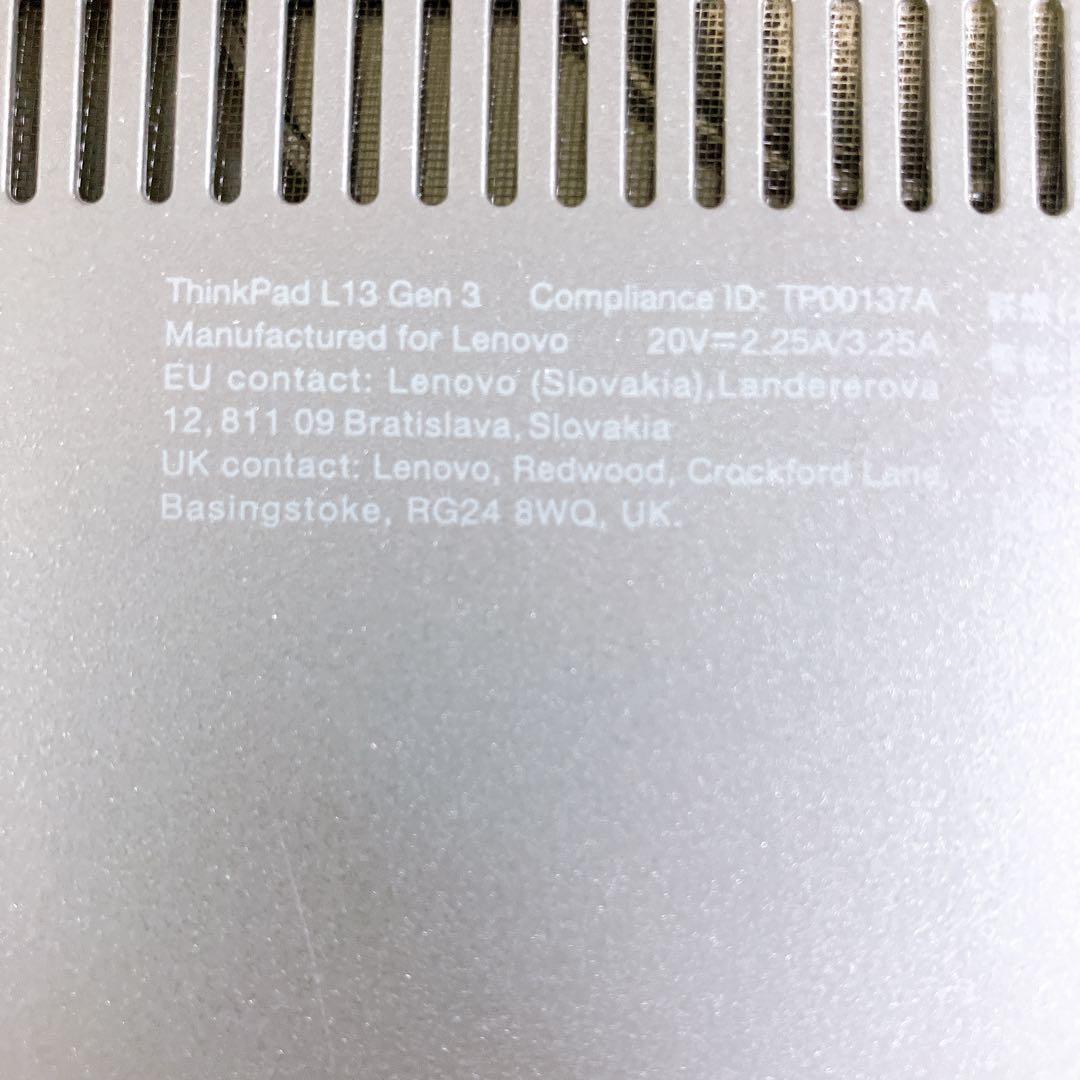 ThinkPad L13 Gen 3 Compliance ID: TP00137A
Manufactured for Lenovo 20V⎓2.25A/3.25A
EU contact: Lenovo (Slovakia),Landererova
12, 811 09 Bratislava, Slovakia
UK contact: Lenovo, Redwood, Crockford Lane,
Basingstoke, RG24 8WQ, UK.